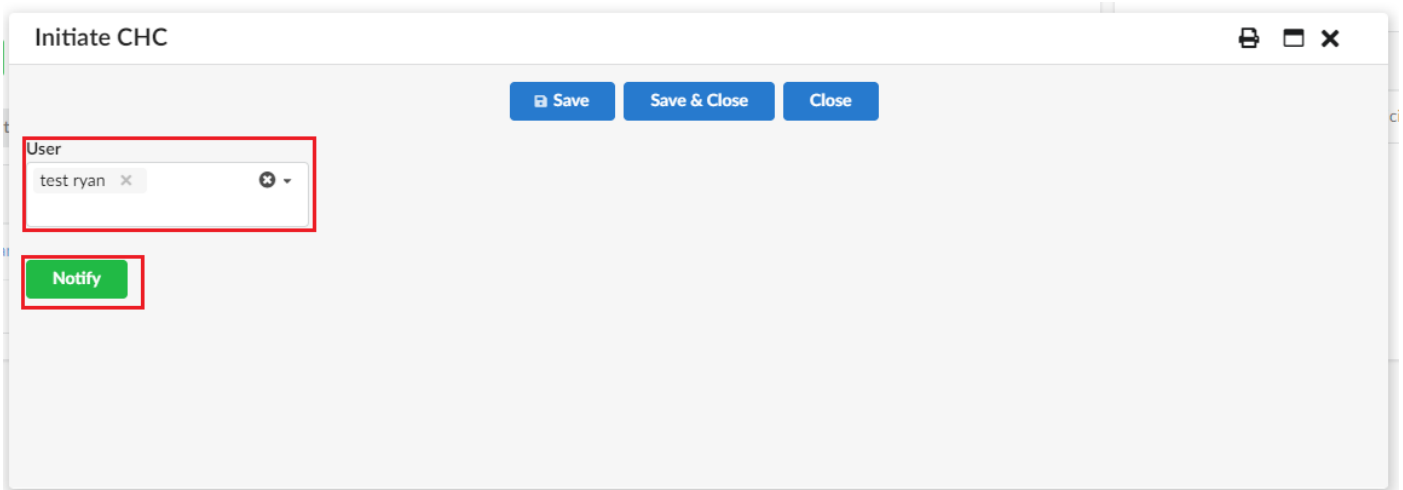 Initiate CHC
Save Save & Close Close
User
test ryan
Notify